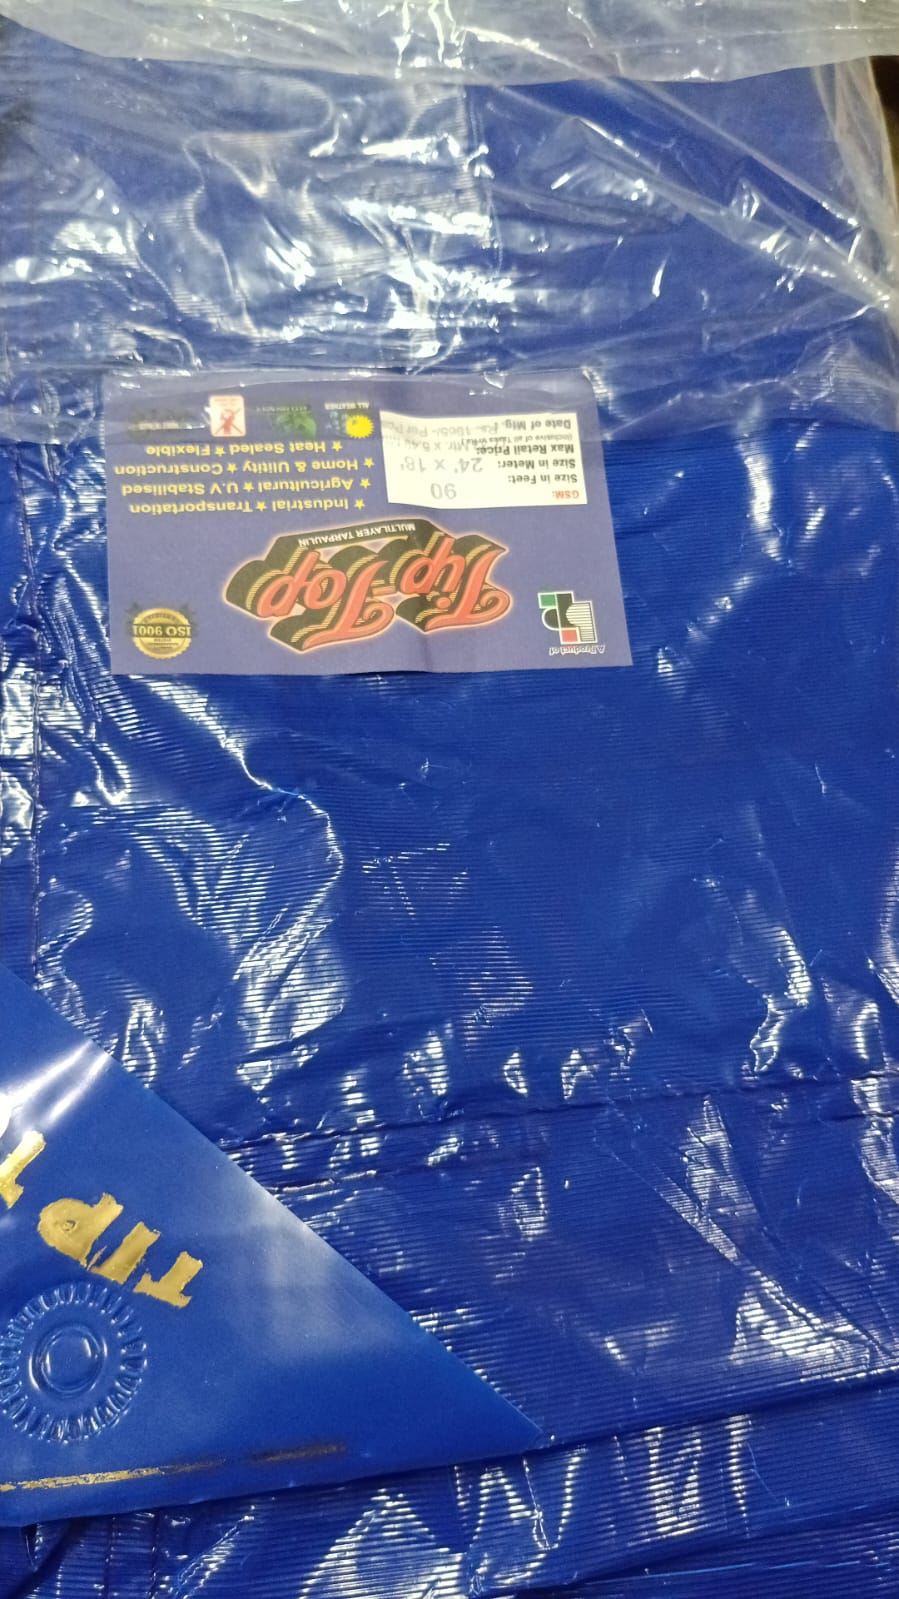 A Product of
Tip Top
MULTILAYER TARPAULIN
ISO 9001
★ Industrial ★ Transportation
★ Agricultural ★ U.V Stabilised
★ Home & Utility ★ Construction
★ Heat Sealed ★ Flexible
GSM: 90
Size in Feet: 24' x 18'
Size in Meter:
Max Retail Price:
(Inclusive of all Taxes)
Date of Mfg.
ALL WEATHER
TIP T